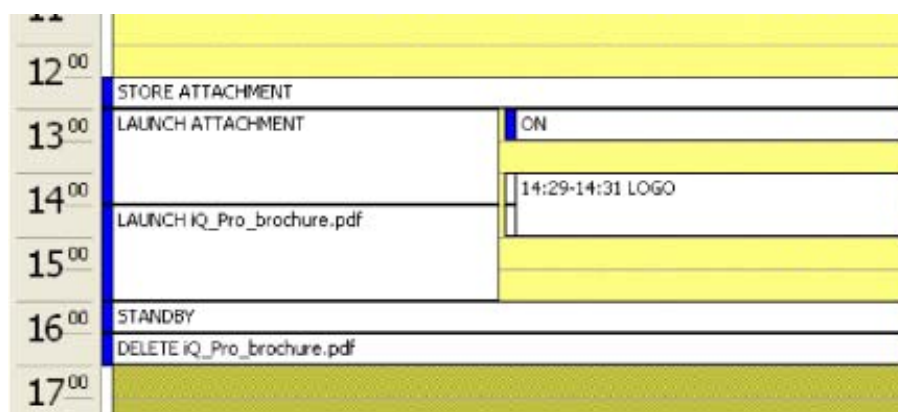 11
12 00
STORE ATTACHMENT
13 00
LAUNCH ATTACHMENT
ON
14 00
14:29-14:31 LOGO
LAUNCH iQ_Pro_brochure.pdf
15 00
16 00
STANDBY
DELETE iQ_Pro_brochure.pdf
17 00